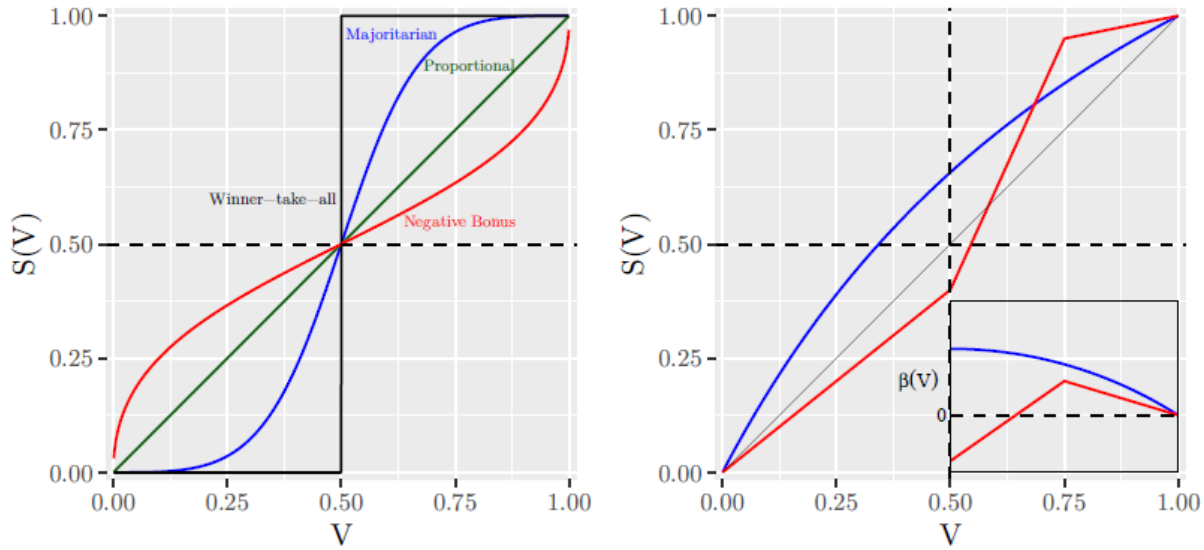 1.00
0.75
0.50
0.25
0.00
S(V)
Majoritarian
Proportional
Winner–take–all
Negative Bonus
0.00 0.25 0.50 0.75 1.00
V
1.00
0.75
0.50
0.25
0.00
S(V)
β(V)
0
0.00 0.25 0.50 0.75 1.00
V